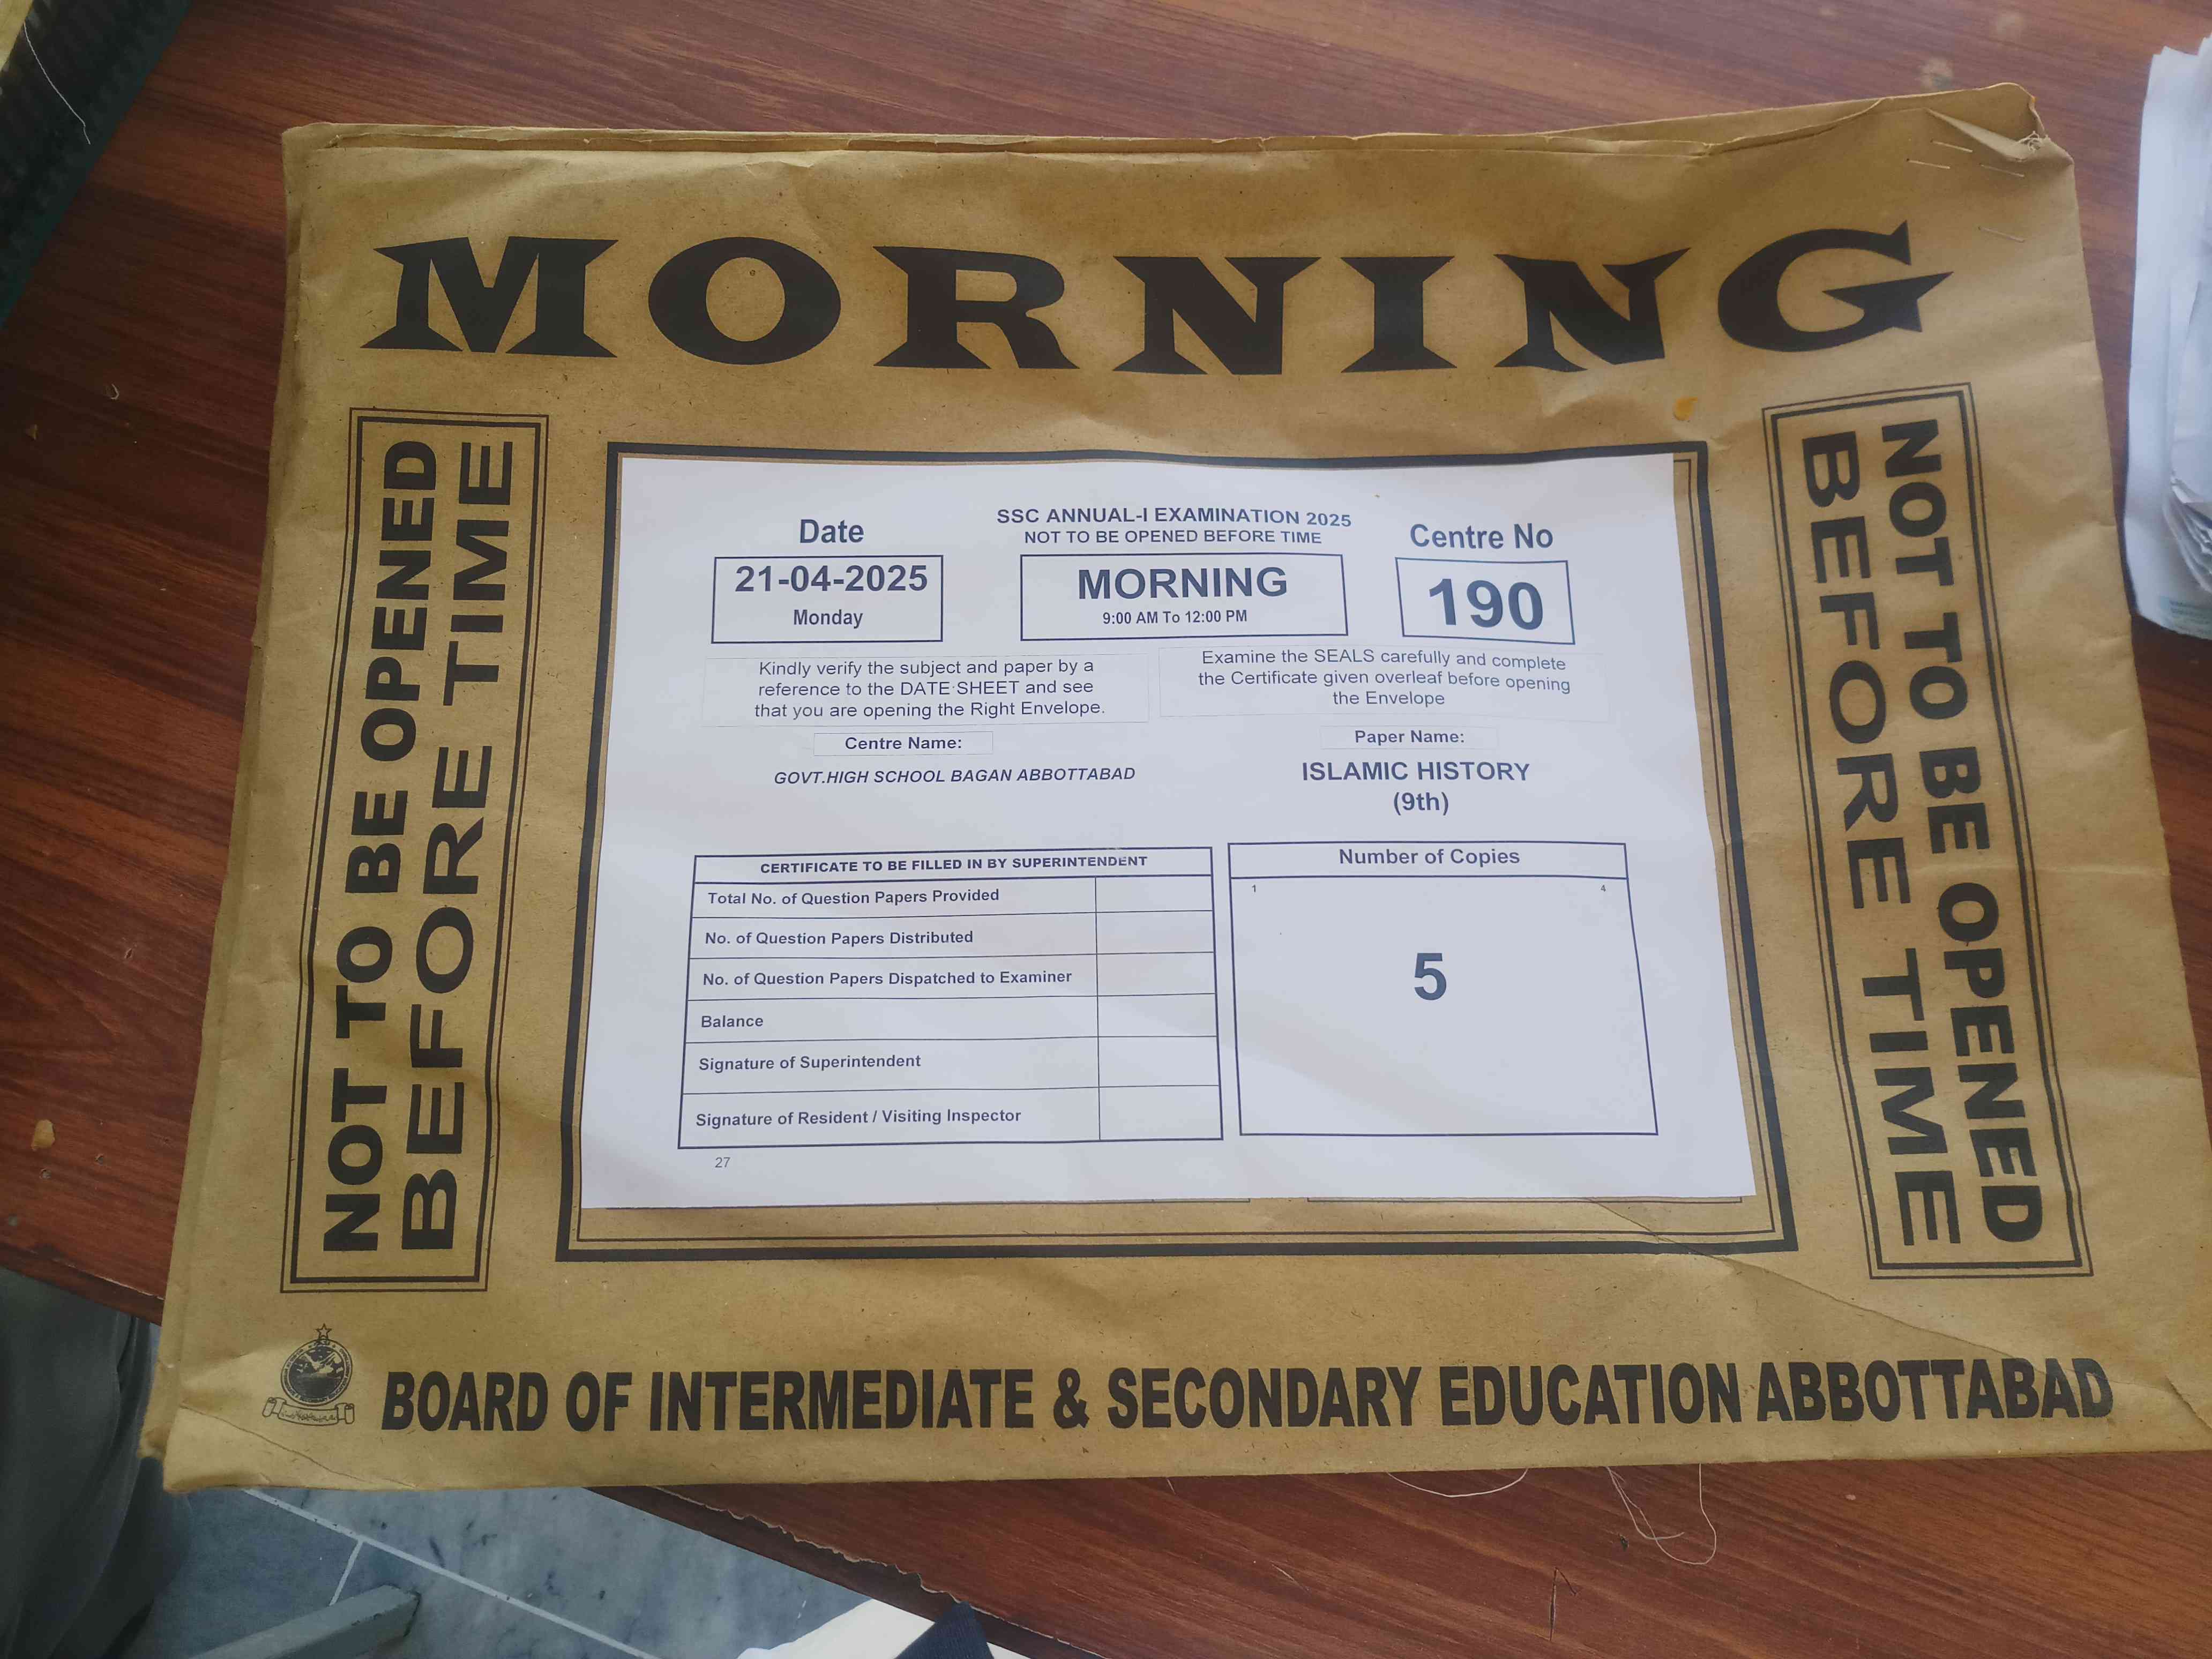 MORNING
NOT TO BE OPENED
BEFORE TIME
Date
21-04-2025
Monday
SSC ANNUAL-I EXAMINATION 2025
NOT TO BE OPENED BEFORE TIME
MORNING
9:00 AM To 12:00 PM
Centre No
190
Kindly verify the subject and paper by a
reference to the DATE SHEET and see
that you are opening the Right Envelope.
Examine the SEALS carefully and complete
the Certificate given overleaf before opening
the Envelope
Centre Name:
GOVT.HIGH SCHOOL BAGAN ABBOTTABAD
Paper Name:
ISLAMIC HISTORY
(9th)
CERTIFICATE TO BE FILLED IN BY SUPERINTENDENT
Total No. of Question Papers Provided
No. of Question Papers Distributed
No. of Question Papers Dispatched to Examiner
Balance
Signature of Superintendent
Signature of Resident / Visiting Inspector
27
Number of Copies
1 4
5
NOT TO BE OPENED
BEFORE TIME
BOARD OF INTERMEDIATE & SECONDARY EDUCATION ABBOTTABAD